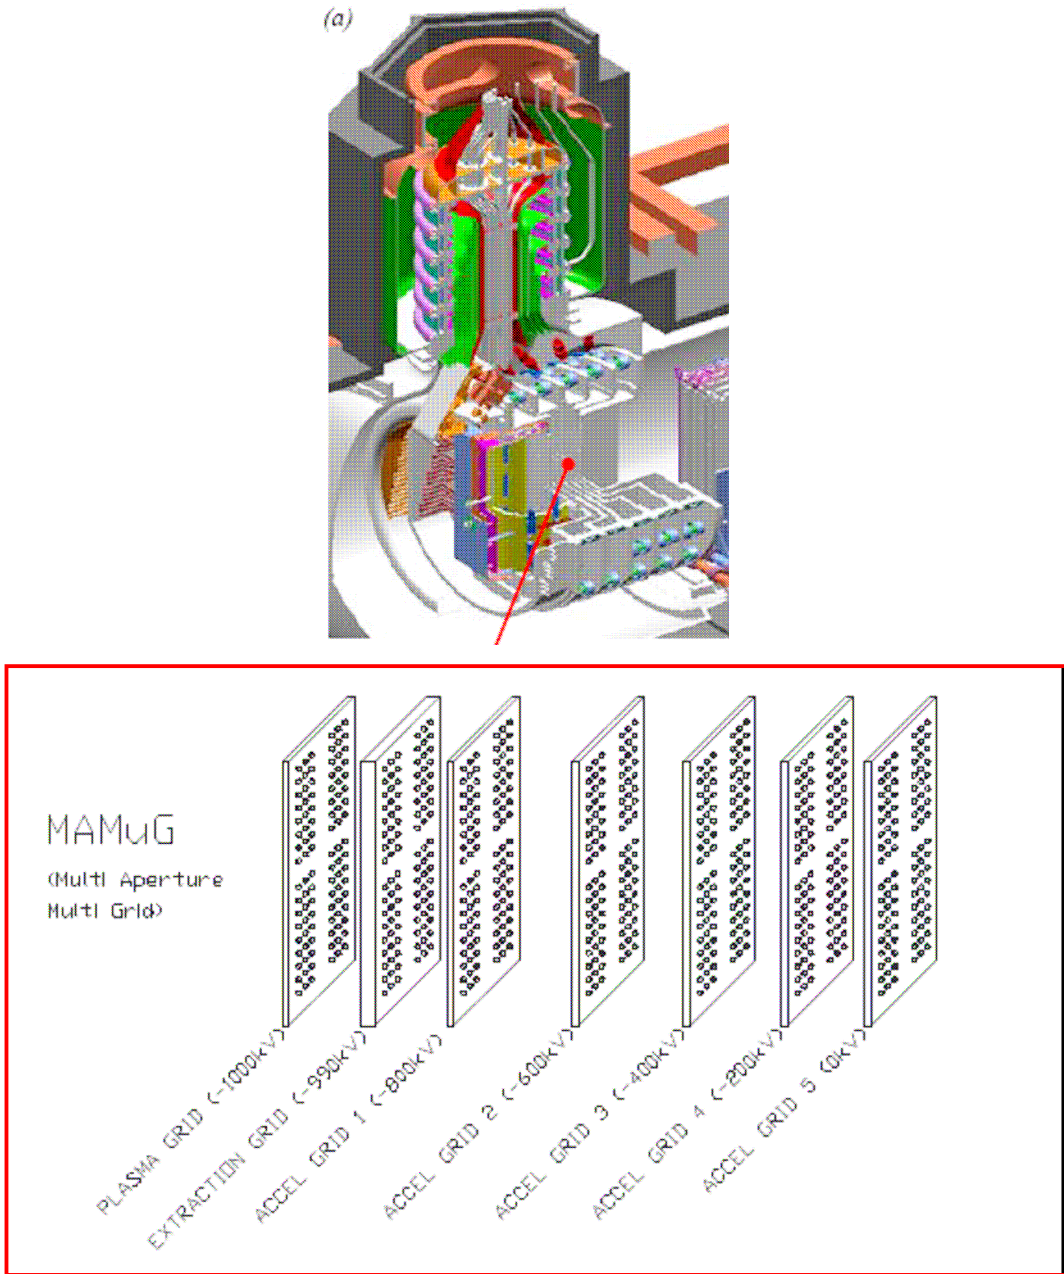 (a)
MAMuG
(Multi Aperture
Multi Grid)
PLASMA GRID (-1000kV)
EXTRACTION GRID (-990kV)
ACCEL GRID 1 (-800kV)
ACCEL GRID 2 (-600kV)
ACCEL GRID 3 (-400kV)
ACCEL GRID 4 (-200kV)
ACCEL GRID 5 (0kV)